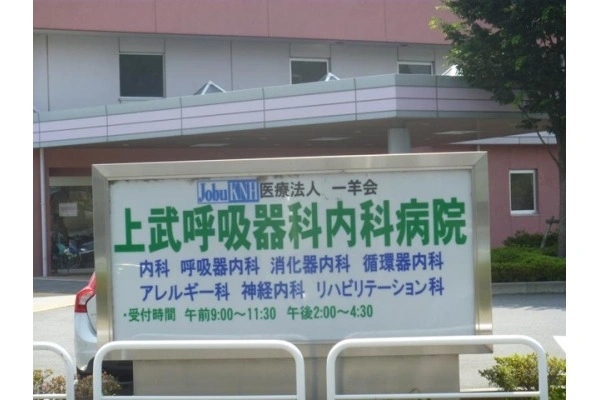 JobuKNH 医療法人 一羊会
上武呼吸器科内科病院
内科 呼吸器内科 消化器内科 循環器内科
アレルギー科 神経内科 リハビリテーション科
・受付時間 午前9:00～11:30 午後2:00～4:30